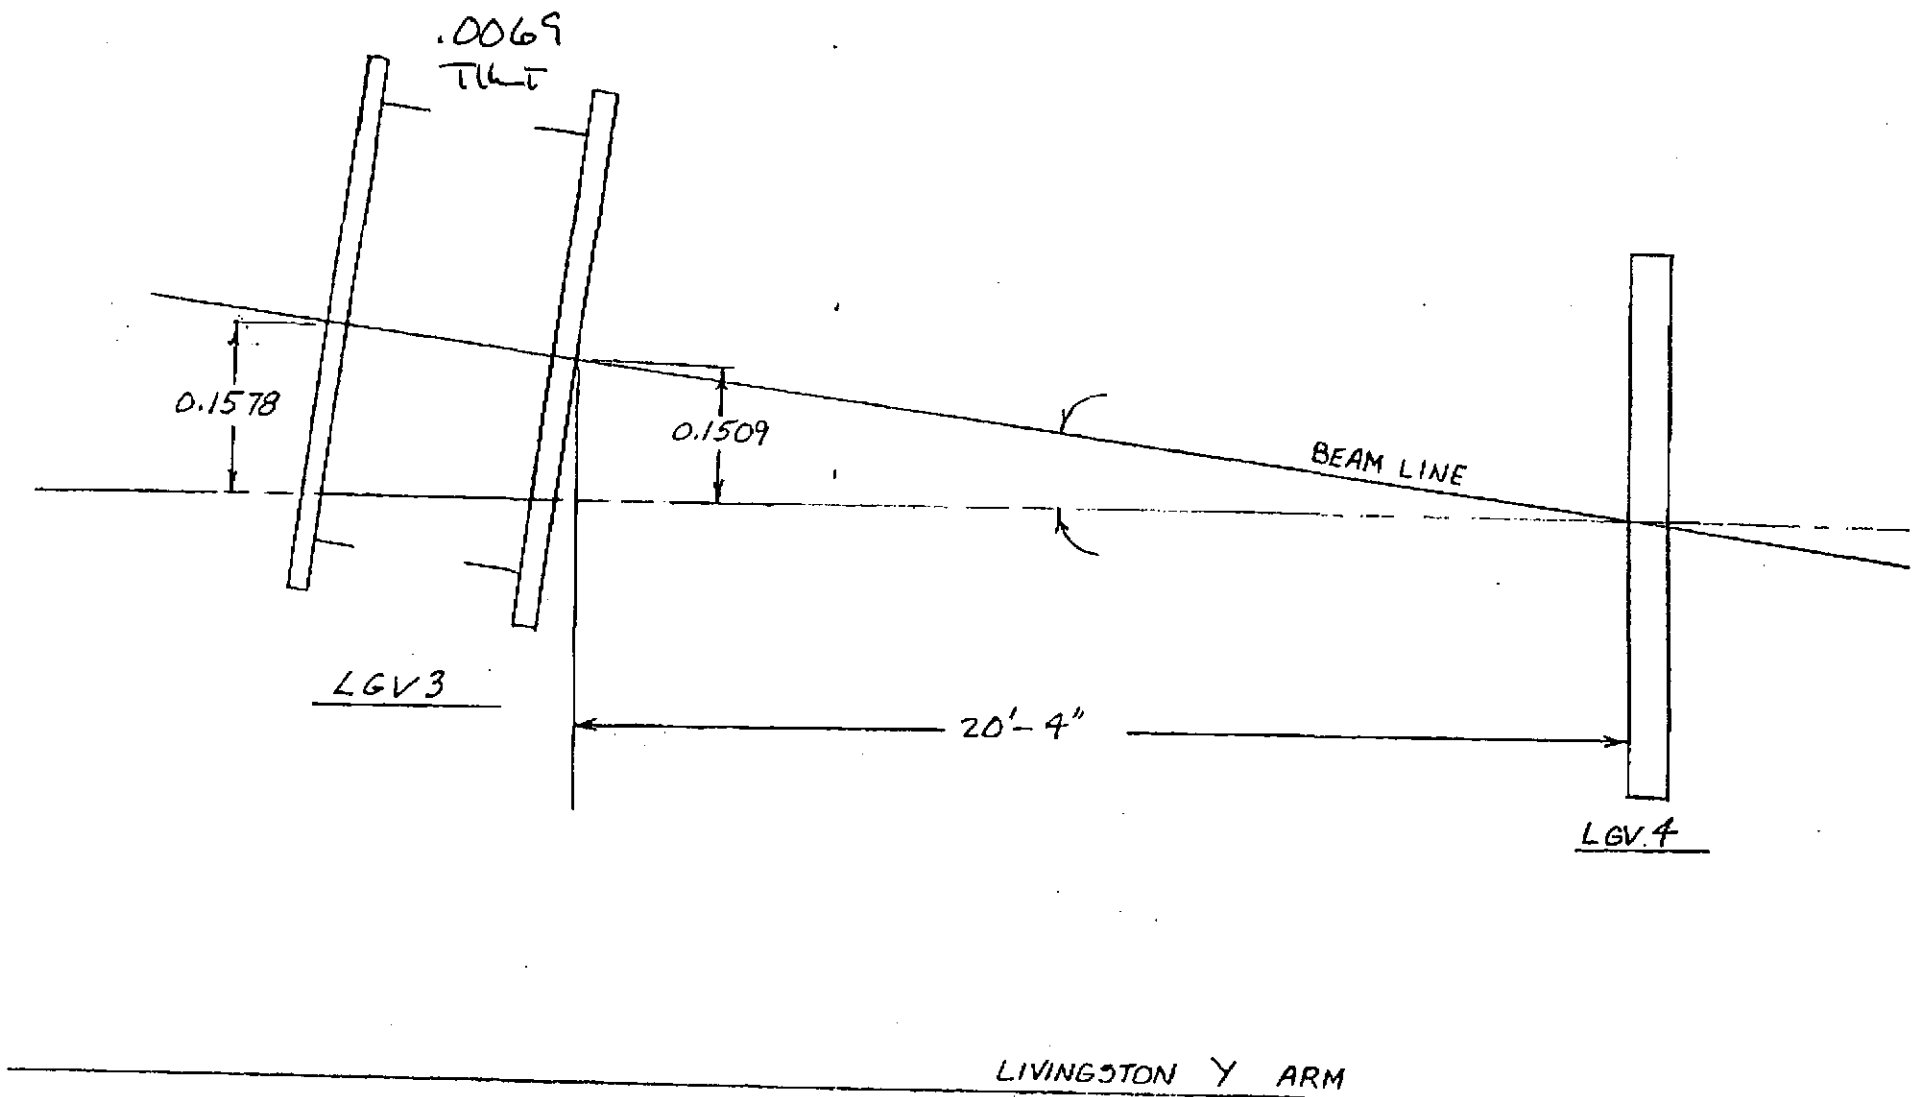 .0069
TILT
0.1578
0.1509
BEAM LINE
LGV3
20'-4"
LGV.4
LIVINGSTON Y ARM